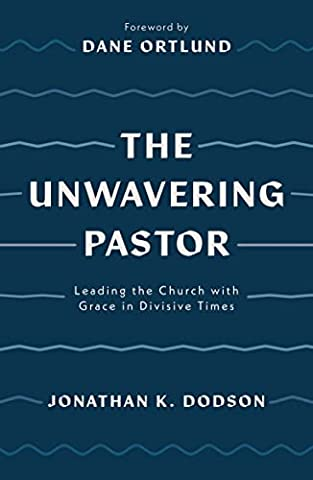 Foreword by
DANE ORTLUND
THE
UNWAVERING
PASTOR
Leading the Church with
Grace in Divisive Times
JONATHAN K. DODSON